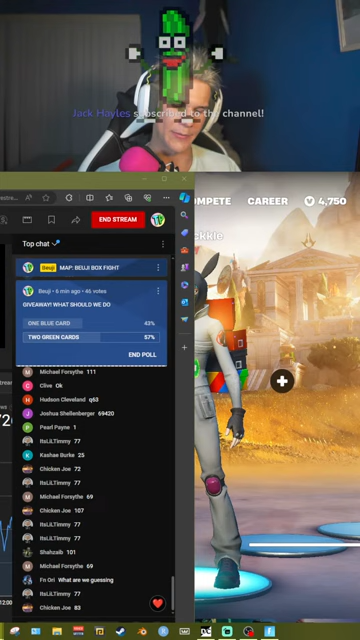 Jack Hayles subscribed to the channel!
END STREAM
OMPETE CAREER 4,750
Top chat
Beuji MAP: BEUJI BOX FIGHT
Beuji • 6 min ago • 46 votes
GIVEAWAY! WHAT SHOULD WE DO
ONE BLUE CARD 43%
TWO GREEN CARDS 57%
END POLL
Michael Forsythe 111
Clive Ok
Hudson Cleveland q63
Joshua Shellenberger 69420
Pearl Payne 1
ItsLiLTimmy 77
Kashae Burke 25
Chicken Joe 72
Michael Forsythe 69
Chicken Joe 107
ItsLiLTimmy 77
ItsLiLTimmy 77
Shahzaib 101
Michael Forsythe 69
Fn Ori What are we guessing
ItsLiLTimmy 77
Chicken Joe 83
12:00